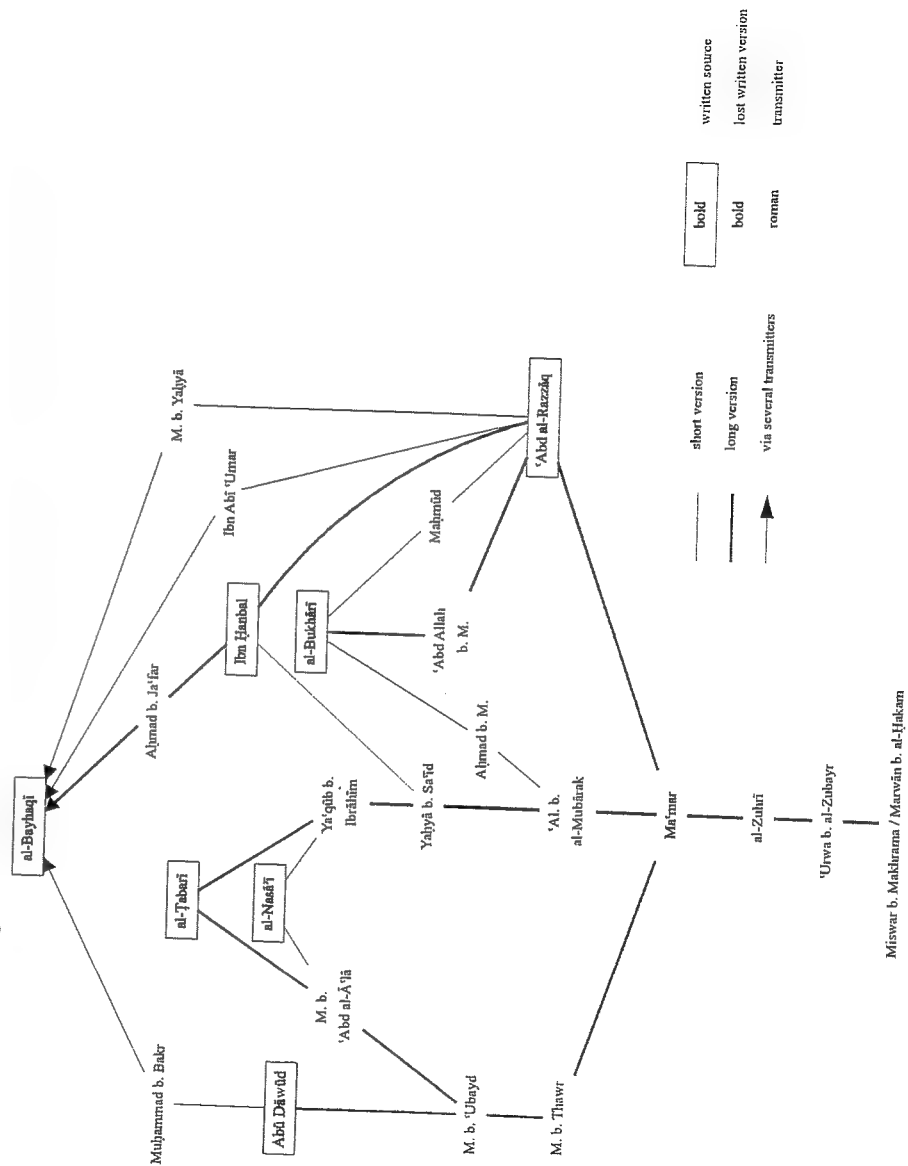 al-Bayhaqī
Muḥammad b. Bakr
Aḥmad b. Jaʿfar
Ibn Abī ʿUmar
M. b. Yaḥyā
al-Ṭabarī
Abū Dāwūd
al-Nasāʾī
Ibn Ḥanbal
al-Bukhārī
M. b.
ʿAbd al-Āʿlā
Yaʿqūb b.
Ibrāhīm
Maḥmūd
Yaḥyā b. Saʿīd
Aḥmad b. M.
ʿAbd Allah
b. M.
M. b. ʿUbayd
M. b. Thawr
ʿAl. b.
al-Mubārak
ʿAbd al-Razzāq
Maʿmar
al-Zuhrī
ʿUrwa b. al-Zubayr
Miswar b. Makhrama / Marwān b. al-Ḥakam
short version
long version
via several transmitters
bold
bold
roman
written source
lost written version
transmitter